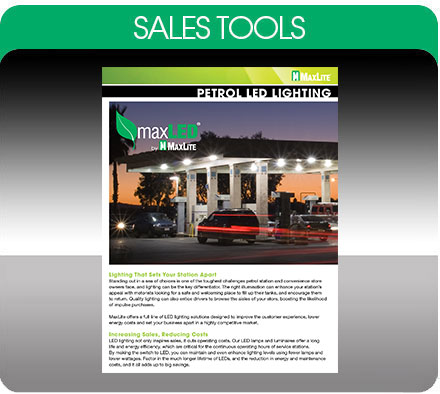 SALES TOOLS
MAXLITE
PETROL LED LIGHTING
maxLED®
by MAXLITE
Lighting That Sets Your Station Apart
Standing out in a sea of choices is one of the toughest challenges petrol station and convenience store
owners face, and lighting can be the key differentiator. The right illumination can enhance your station's
appeal with motorists looking for a safe and welcoming place to fill up their tanks, and encourage them
to return. Quality lighting can also entice drivers to browse the aisles of your store, boosting the likelihood
of impulse purchases.
MaxLite offers a full line of LED lighting solutions designed to improve the customer experience, lower
energy costs and set your business apart in a highly competitive market.
Increasing Sales, Reducing Costs
LED lighting not only inspires sales, it cuts operating costs. Our LED lamps and luminaires offer a long
life and energy efficiency, which are critical for the continuous operating hours of service stations.
By making the switch to LED, you can maintain and even enhance lighting levels using fewer lamps and
lower wattages. Factor in the much longer lifetime of LEDs, and the reduction in energy and maintenance
costs, and it all adds up to big savings.